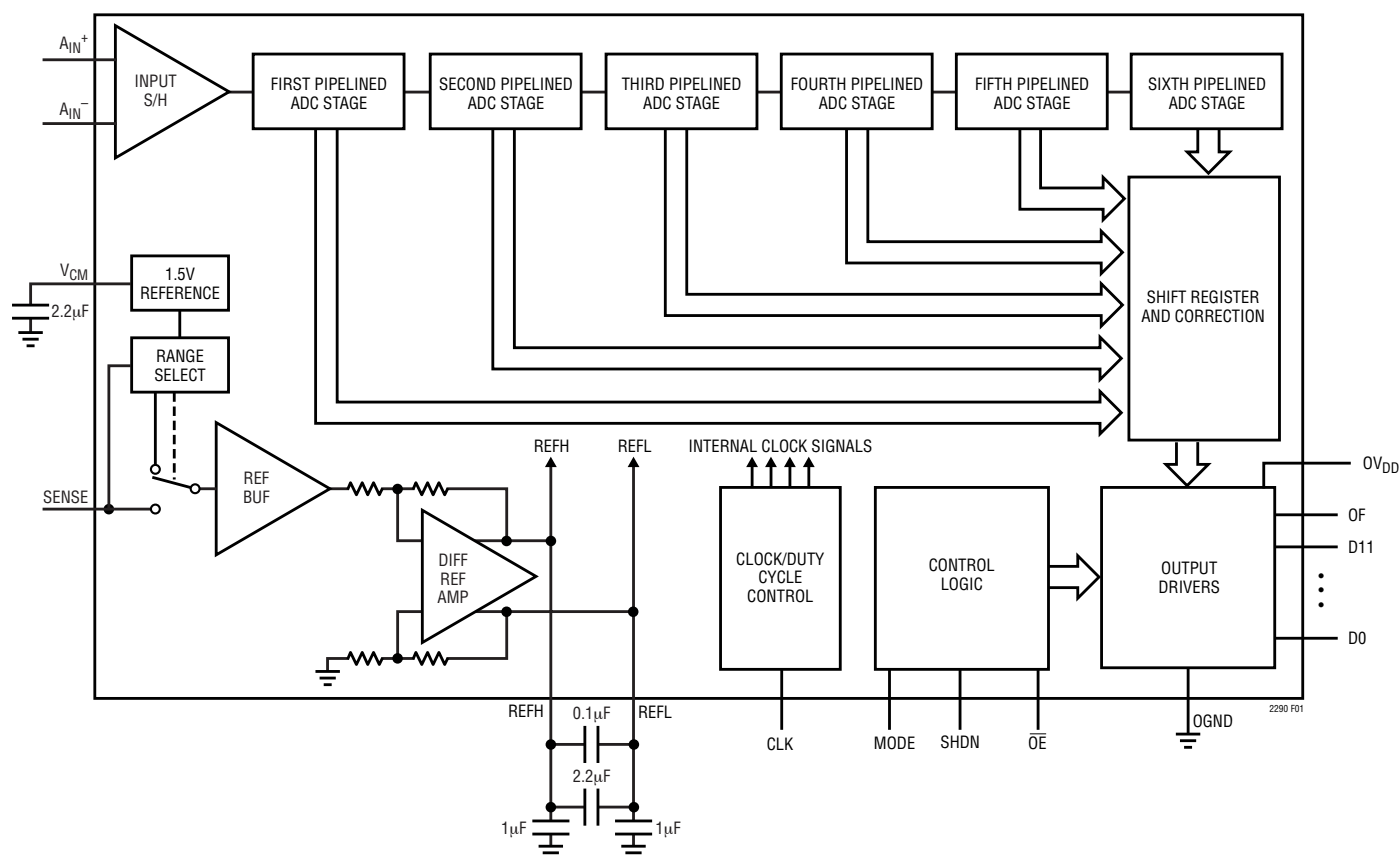 AIN+
INPUT
S/H
AIN–
FIRST PIPELINED
ADC STAGE
SECOND PIPELINED
ADC STAGE
THIRD PIPELINED
ADC STAGE
FOURTH PIPELINED
ADC STAGE
FIFTH PIPELINED
ADC STAGE
SIXTH PIPELINED
ADC STAGE
SHIFT REGISTER
AND CORRECTION
VCM
2.2µF
1.5V
REFERENCE
RANGE
SELECT
SENSE
REF
BUF
DIFF
REF
AMP
REFH
REFL
INTERNAL CLOCK SIGNALS
CLOCK/DUTY
CYCLE
CONTROL
CONTROL
LOGIC
OUTPUT
DRIVERS
OVDD
OF
D11
D0
REFH
0.1µF
REFL
2.2µF
1µF
1µF
CLK
MODE
SHDN
O̅E̅
OGND
2290 F01